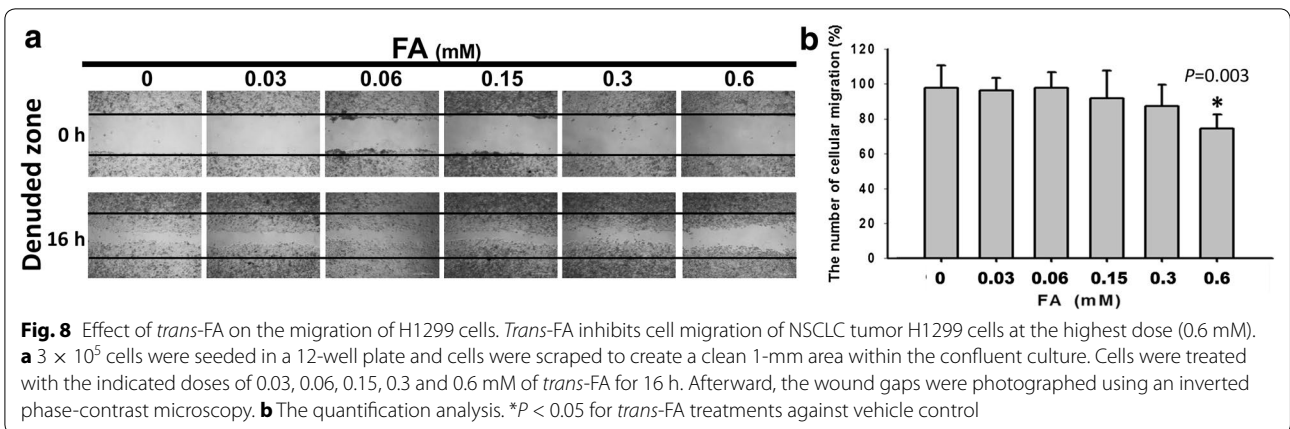 a
FA (mM)
0 0.03 0.06 0.15 0.3 0.6
Denuded zone
0 h
16 h
b
The number of cellular migration (%)
120
100
80
60
40
20
0
P=0.003
*
0 0.03 0.06 0.15 0.3 0.6
FA (mM)
Fig. 8 Effect of trans-FA on the migration of H1299 cells. Trans-FA inhibits cell migration of NSCLC tumor H1299 cells at the highest dose (0.6 mM).
a 3 × 10⁵ cells were seeded in a 12-well plate and cells were scraped to create a clean 1-mm area within the confluent culture. Cells were treated
with the indicated doses of 0.03, 0.06, 0.15, 0.3 and 0.6 mM of trans-FA for 16 h. Afterward, the wound gaps were photographed using an inverted
phase-contrast microscopy. b The quantification analysis. *P < 0.05 for trans-FA treatments against vehicle control